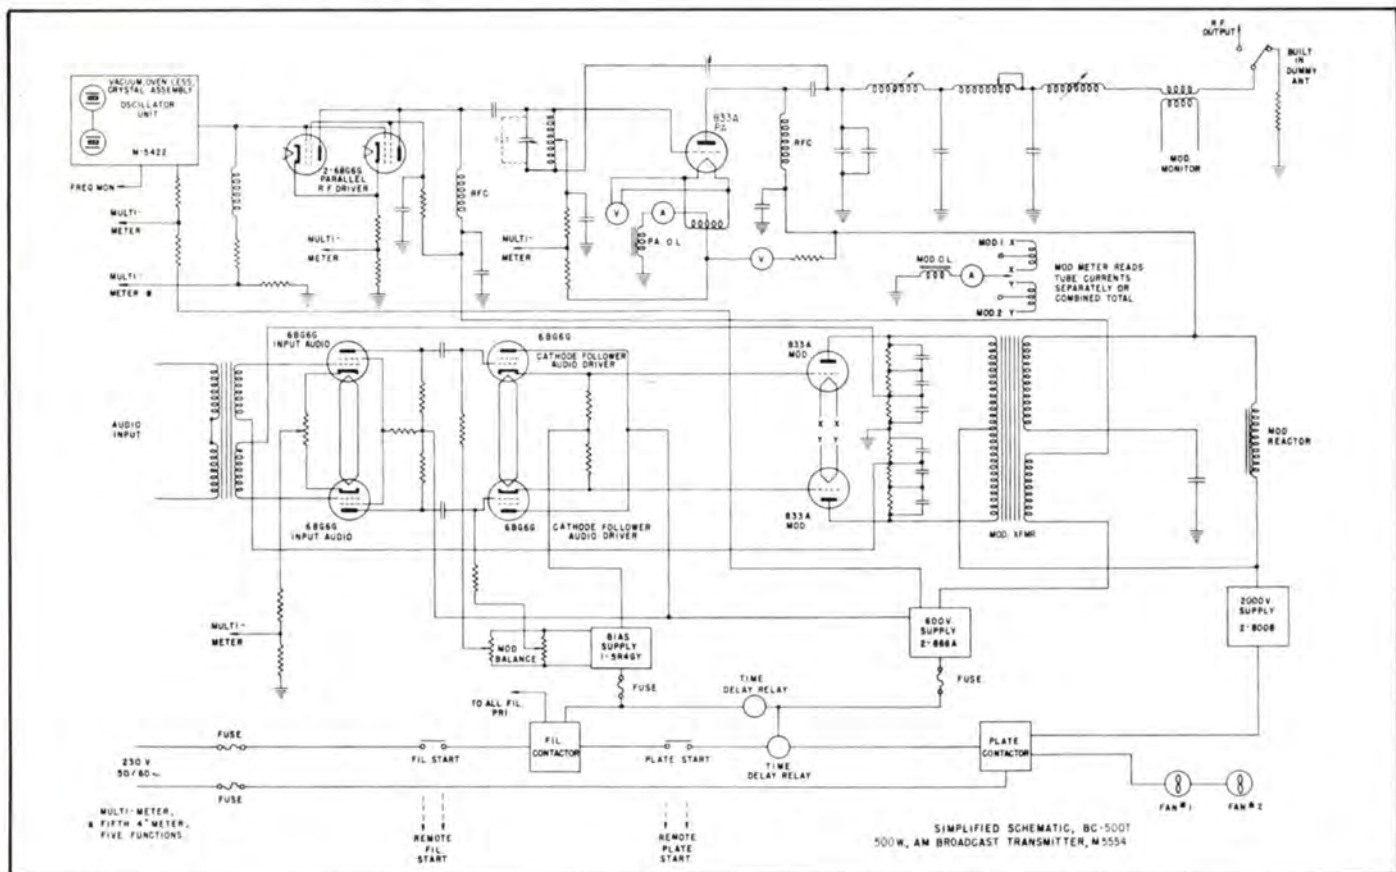 R.F.
OUTPUT
BUILT
IN
DUMMY
ANT
VACUUM, OVEN LESS,
CRYSTAL ASSEMBLY
OSCILLATOR
UNIT
M-5422
FREQ MON
MULTI-
METER
MULTI-
METER #
2-6BG6G
PARALLEL
R F DRIVER
MULTI-
METER
RFC
MULTI-
METER
833A
PA
V
A
P.A. O L
V
RFC
MOD.
MONITOR
MOD. O L
A
MOD. 1 X
X
Y
MOD. 2 Y
MOD METER READS
TUBE CURRENTS
SEPARATELY OR
COMBINED TOTAL
AUDIO
INPUT
6BG6G
INPUT AUDIO
6BG6G
CATHODE FOLLOWER
AUDIO DRIVER
833A
MOD
X X
Y Y
6BG6G
INPUT AUDIO
6BG6G
CATHODE FOLLOWER
AUDIO DRIVER
833A
MOD
MOD. XFMR
MOD
REACTOR
MULTI-
METER
MOD
BALANCE
BIAS
SUPPLY
1-5R4GY
FUSE
600V.
SUPPLY
2-866A
FUSE
2000V
SUPPLY
2-8008
TO ALL FIL.
PRI
TIME
DELAY RELAY
FUSE
230 V
50/60~
FUSE
FIL START
FIL.
CONTACTOR
PLATE START
TIME
DELAY RELAY
PLATE
CONTACTOR
FAN #1
FAN #2
MULTI-METER,
FIFTH 4" METER,
FIVE FUNCTIONS
REMOTE
FIL.
START
REMOTE
PLATE
START
SIMPLIFIED SCHEMATIC, BC-500T
500W, AM BROADCAST TRANSMITTER, M5554